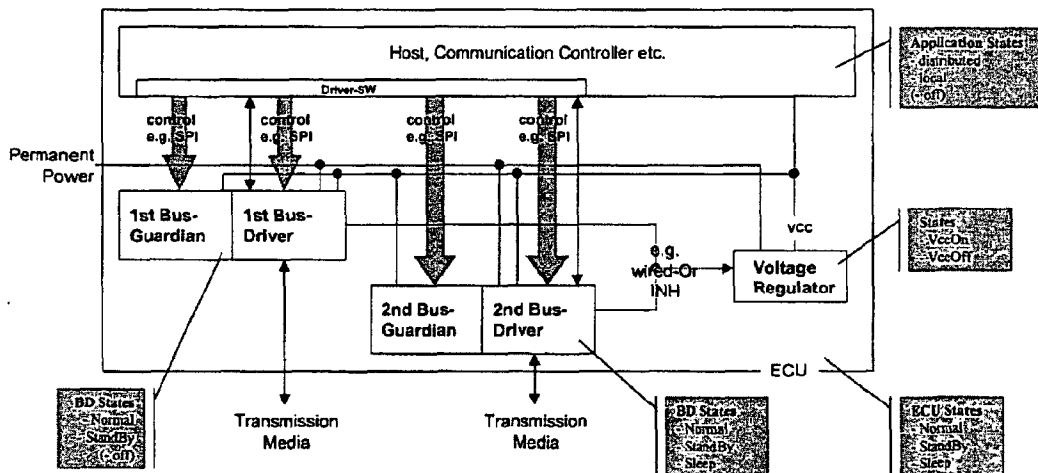 Host, Communication Controller etc.
Driver-SW
control
e.g. SPI
control
e.g. SPI
control
e.g. SPI
control
e.g. SPI
Permanent
Power
1st Bus-
Guardian
1st Bus-
Driver
2nd Bus-
Guardian
2nd Bus-
Driver
e.g.
wired-Or
INH
vcc
Voltage
Regulator
ECU
Transmission
Media
Transmission
Media
Application States
distributed
local
(- off)
States
VccOn
VccOff
BD States
Normal
StandBy
(- off)
BD States
Normal
StandBy
Sleep
ECU States
Normal
StandBy
Sleep